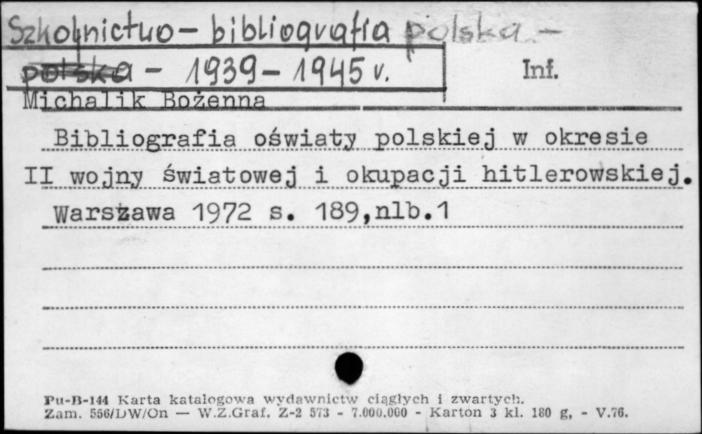 Szkolnictwo - bibliografia polska -
polska - 1939 - 1945 r.
Inf.
Michalik Bożenna
Bibliografia oświaty polskiej w okresie
II wojny światowej i okupacji hitlerowskiej.
Warszawa 1972 s. 189,nlb.1
Pu-B-144 Karta katalogowa wydawnictw ciągłych i zwartych.
Zam. 556/DW/On — W.Z.Graf. Z-2 573 - 7.000.000 - Karton 3 kl. 180 g, - V.76.